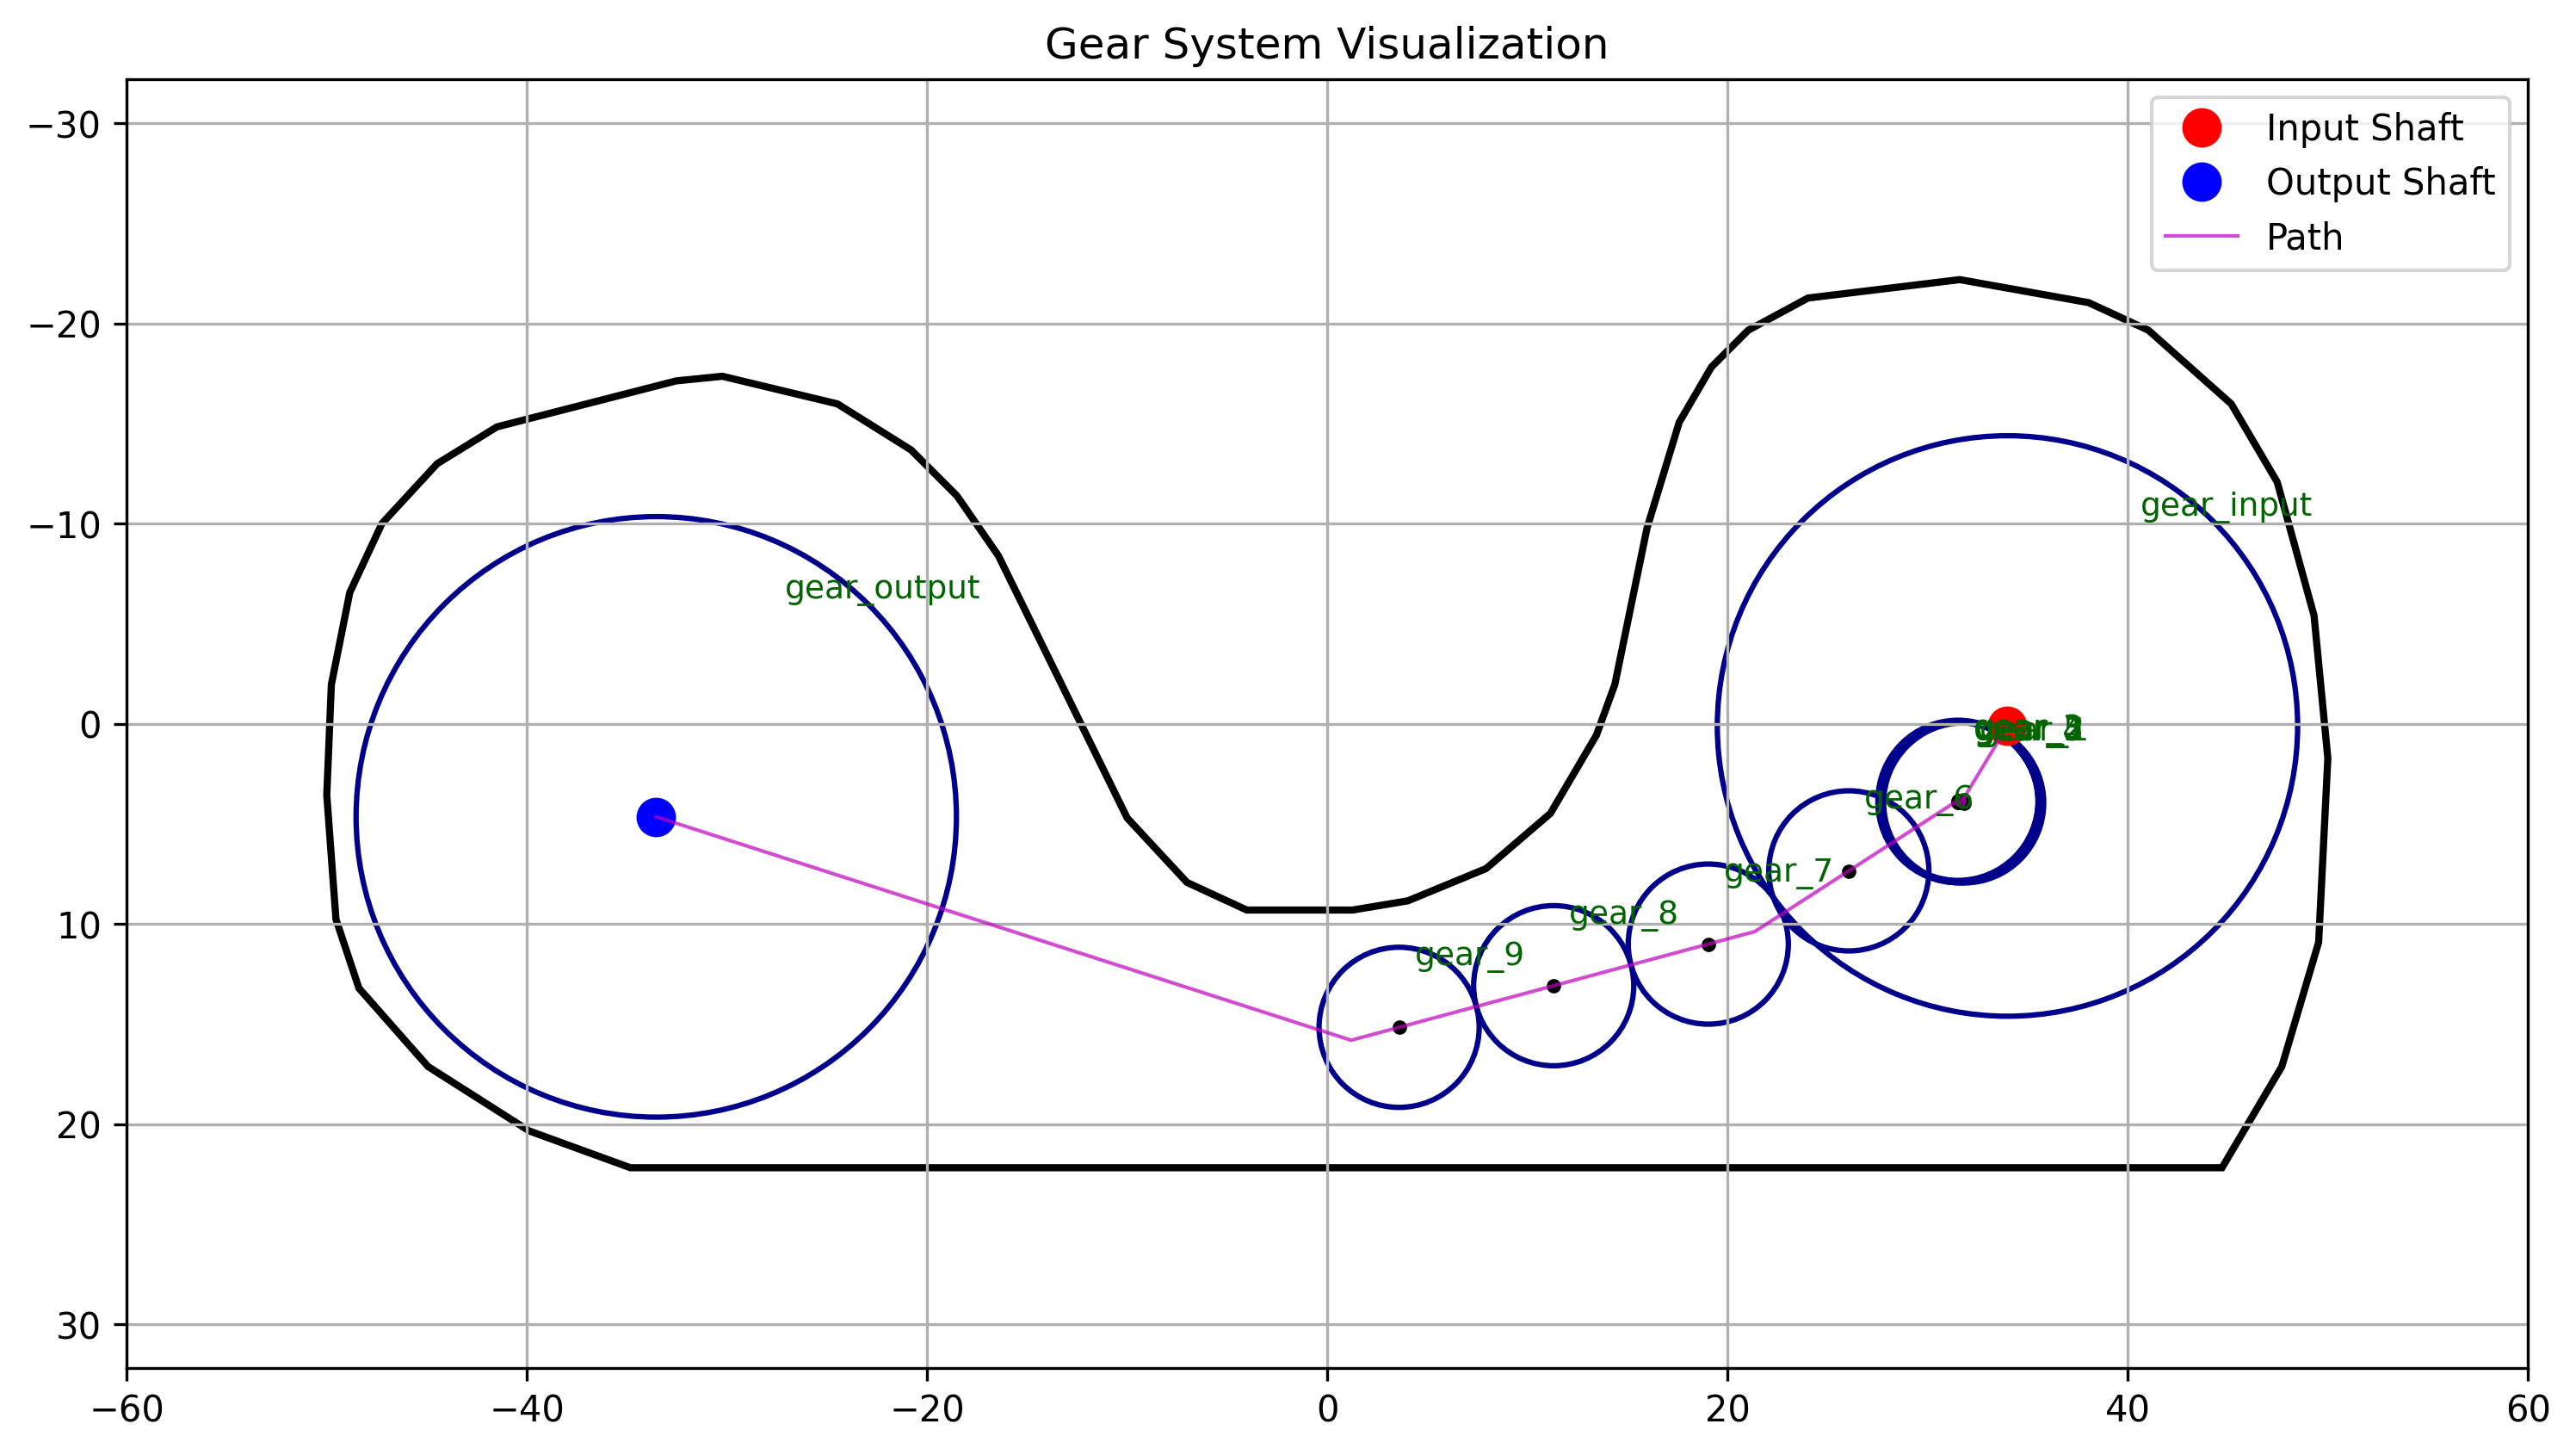 Gear System Visualization
Input Shaft
Output Shaft
Path
−30
−20
−10
0
10
20
30
gear_input
gear_output
gear_6
gear_7
gear_8
gear_9
−60
−40
−20
0
20
40
60